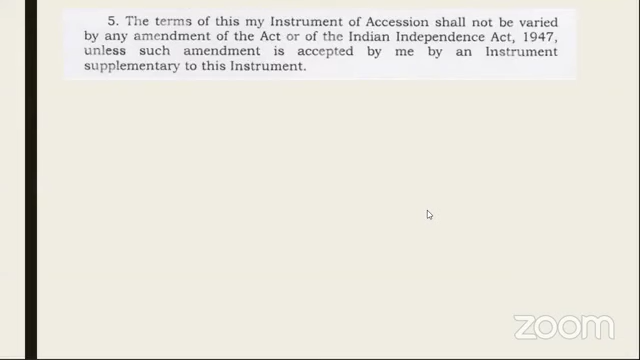 5. The terms of this my Instrument of Accession shall not be varied
by any amendment of the Act or of the Indian Independence Act, 1947,
unless such amendment is accepted by me by an Instrument
supplementary to this Instrument.
zoom